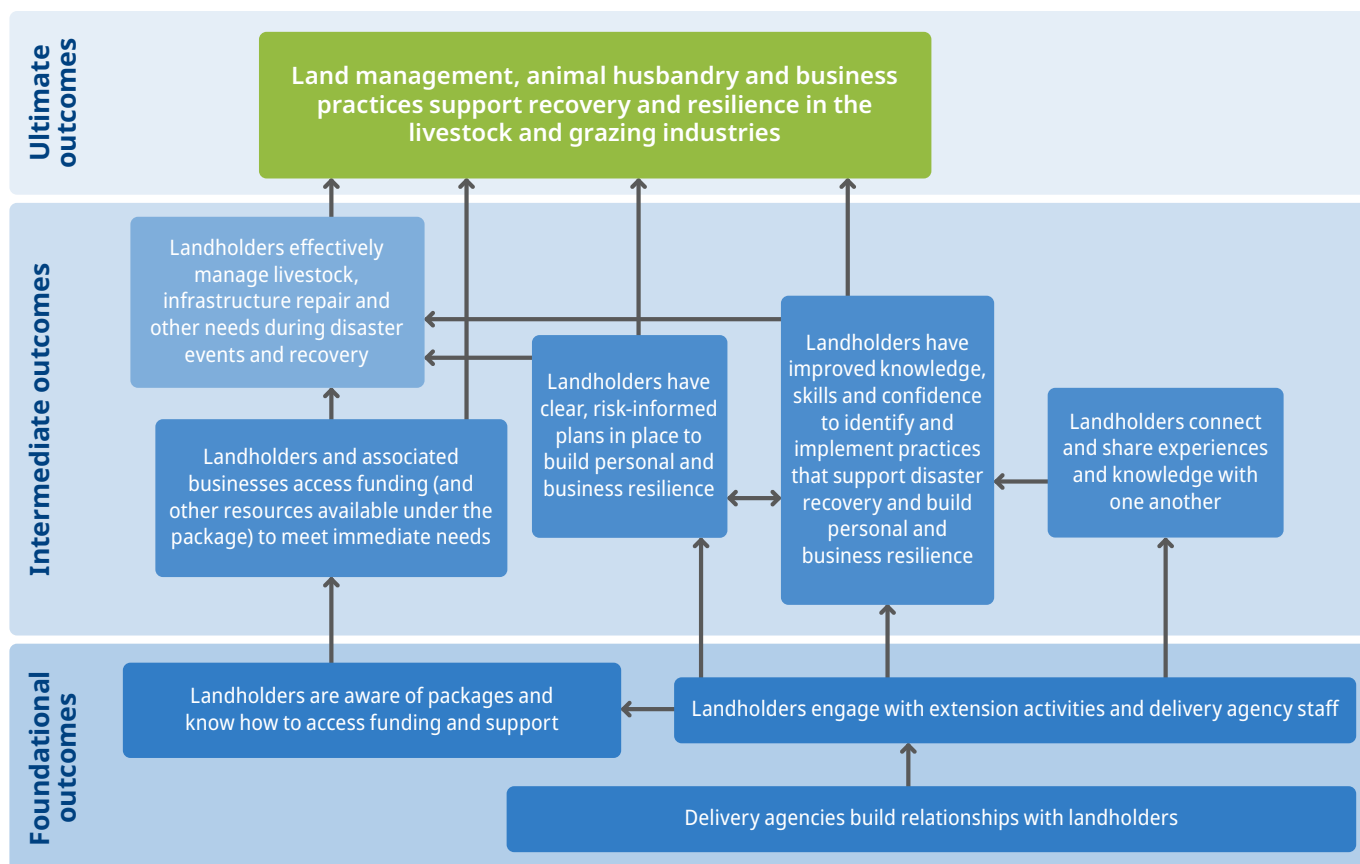 Ultimate
outcomes
Land management, animal husbandry and business
practices support recovery and resilience in the
livestock and grazing industries
Intermediate outcomes
Landholders effectively
manage livestock,
infrastructure repair and
other needs during disaster
events and recovery
Landholders and associated
businesses access funding (and
other resources available under the
package) to meet immediate needs
Landholders have
clear, risk-informed
plans in place to
build personal and
business resilience
Landholders have
improved knowledge,
skills and confidence
to identify and
implement practices
that support disaster
recovery and build
personal and
business resilience
Landholders connect
and share experiences
and knowledge with
one another
Foundational
outcomes
Landholders are aware of packages and
know how to access funding and support
Landholders engage with extension activities and delivery agency staff
Delivery agencies build relationships with landholders